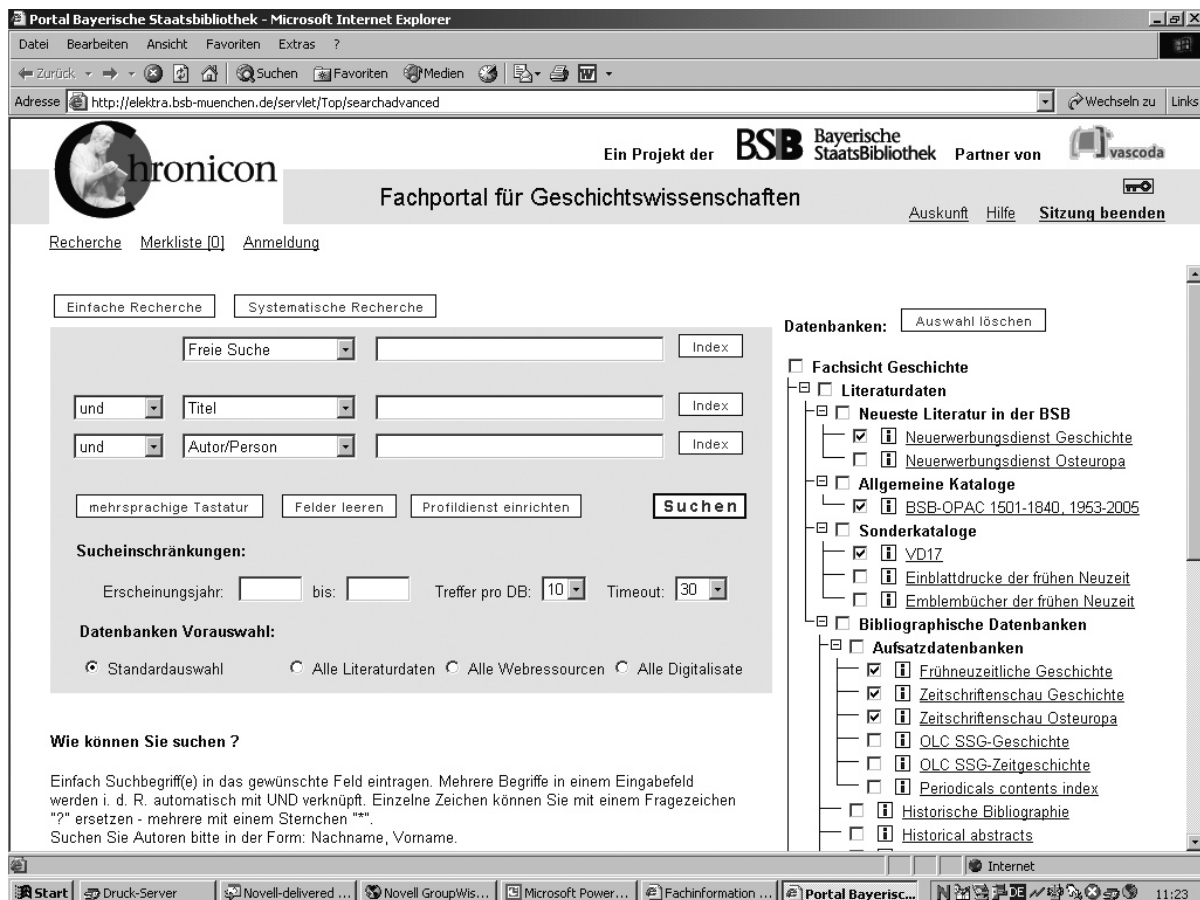 Portal Bayerische Staatsbibliothek - Microsoft Internet Explorer
Datei Bearbeiten Ansicht Favoriten Extras ?
Zurück Suchen Favoriten Medien
Adresse http://elektra.bsb-muenchen.de/servlet/Top/searchadvanced Wechseln zu Links
Chronicon
Ein Projekt der BSB Bayerische StaatsBibliothek Partner von vascoda
Fachportal für Geschichtswissenschaften
Auskunft Hilfe Sitzung beenden
Recherche Merkliste [0] Anmeldung
Einfache Recherche Systematische Recherche
Freie Suche Index
und Titel Index
und Autor/Person Index
mehrsprachige Tastatur Felder leeren Profildienst einrichten Suchen
Sucheinschränkungen:
Erscheinungsjahr: bis: Treffer pro DB: 10 Timeout: 30
Datenbanken Vorauswahl:
Standardauswahl Alle Literaturdaten Alle Webressourcen Alle Digitalisate
Wie können Sie suchen ?
Einfach Suchbegriff(e) in das gewünschte Feld eintragen. Mehrere Begriffe in einem Eingabefeld
werden i. d. R. automatisch mit UND verknüpft. Einzelne Zeichen können Sie mit einem Fragezeichen
"?" ersetzen - mehrere mit einem Sternchen "*".
Suchen Sie Autoren bitte in der Form: Nachname, Vorname.
Datenbanken: Auswahl löschen
Fachsicht Geschichte
Literaturdaten
Neueste Literatur in der BSB
Neuerwerbungsdienst Geschichte
Neuerwerbungsdienst Osteuropa
Allgemeine Kataloge
BSB-OPAC 1501-1840, 1953-2005
Sonderkataloge
VD17
Einblattdrucke der frühen Neuzeit
Emblembücher der frühen Neuzeit
Bibliographische Datenbanken
Aufsatzdatenbanken
Frühneuzeitliche Geschichte
Zeitschriftenschau Geschichte
Zeitschriftenschau Osteuropa
OLC SSG-Geschichte
OLC SSG-Zeitgeschichte
Periodicals contents index
Historische Bibliographie
Historical abstracts
Internet
Start Druck-Server Novell-delivered ... Novell GroupWis... Microsoft Power... Fachinformation ... Portal Bayerisc... DE 11:23